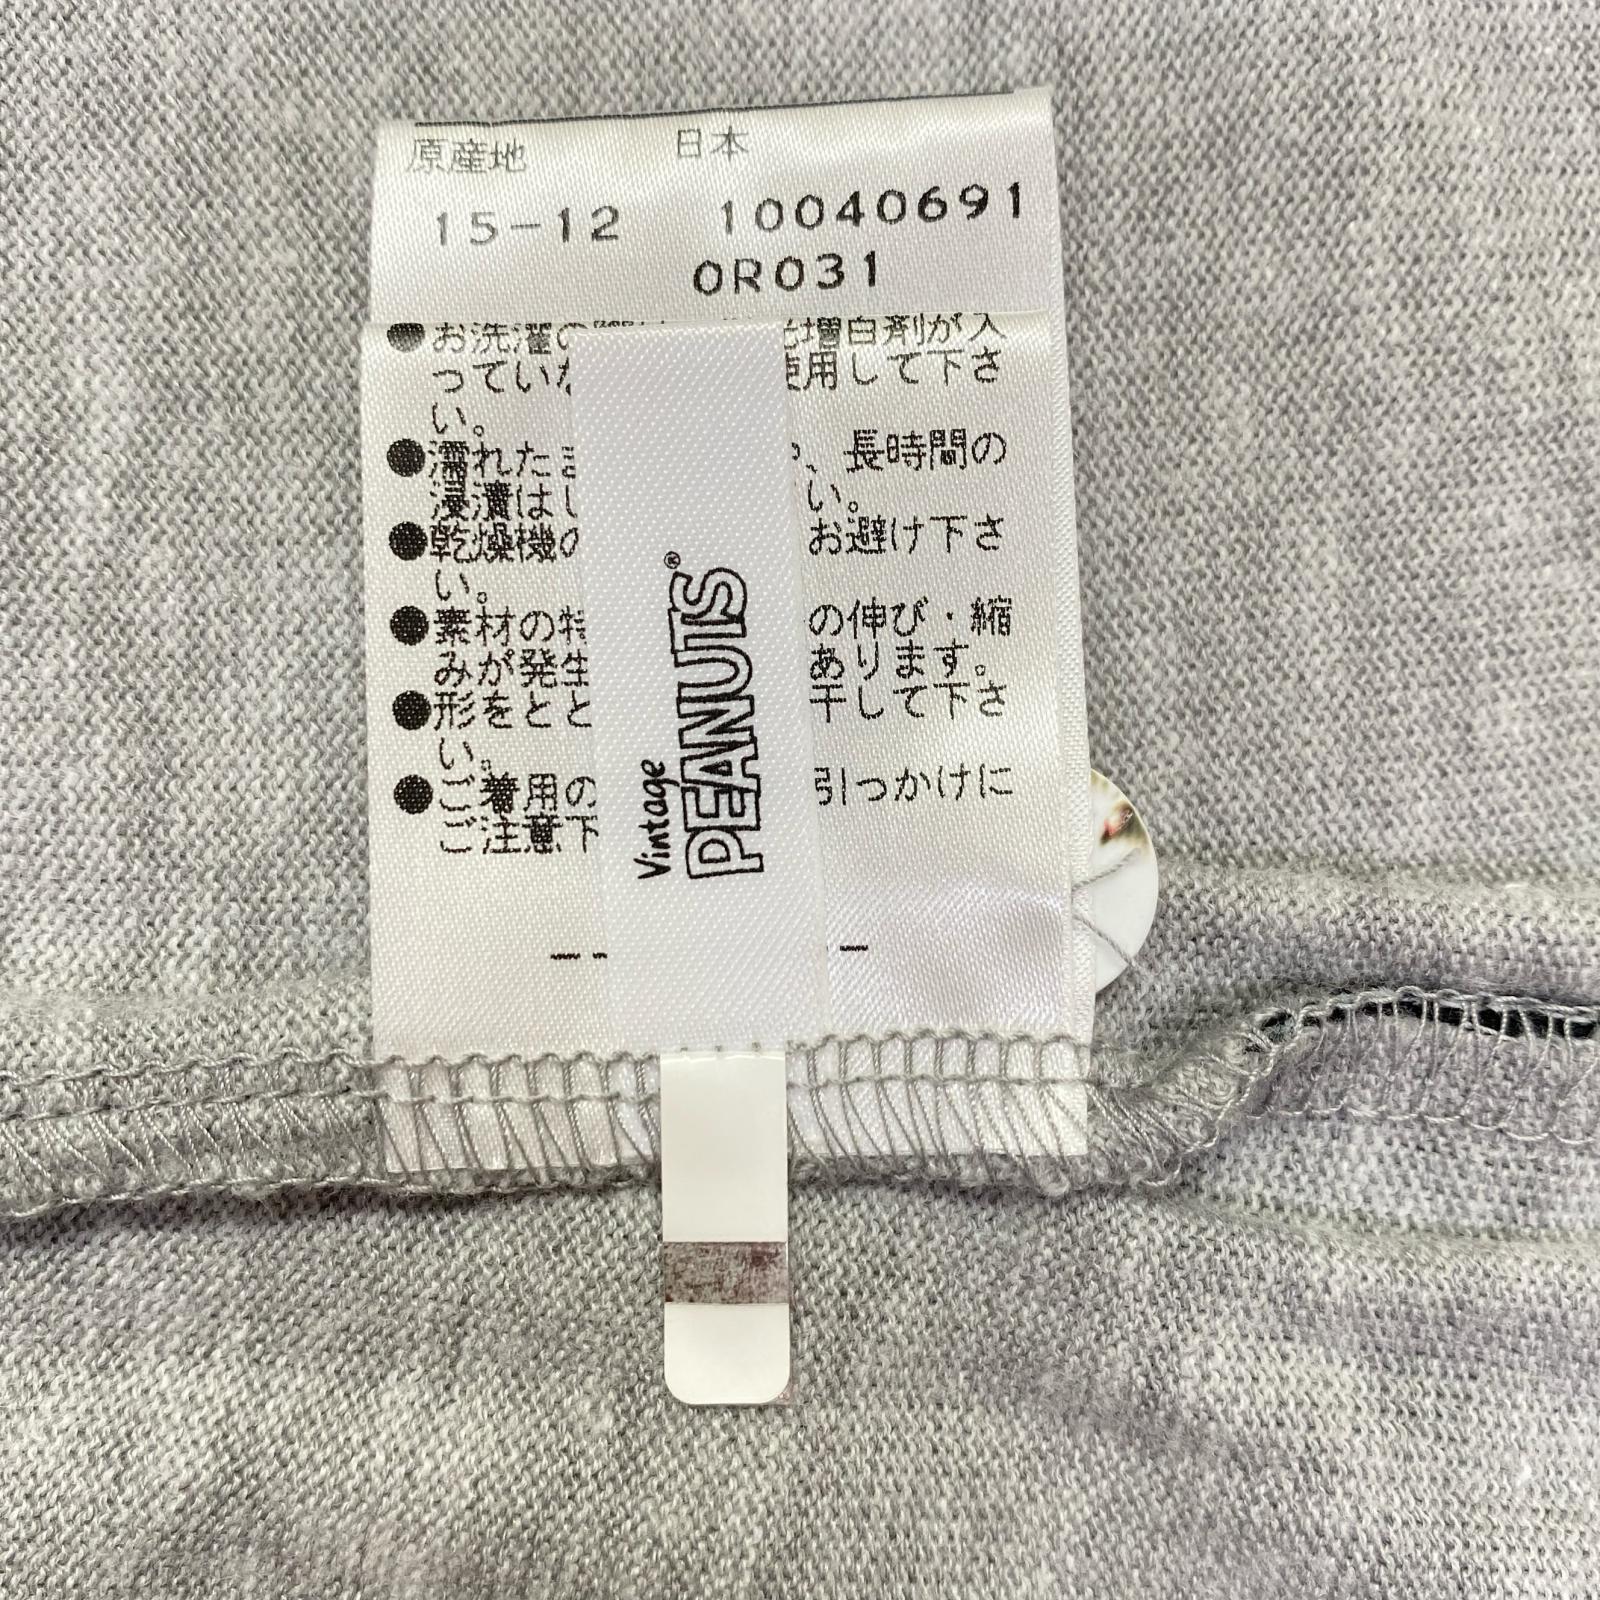 原産地 日本
15-12 10040691
0R031
●お洗濯の 増白剤が入
ってい 使用して下さ
い。
●濡れた 、長時間の
浸漬は い。
●乾燥機の お避け下さ
い。
●素材の特 の伸び・縮
みが発生 あります。
●形をとと 干して下さ
い。
●ご着用の 引っかけに
ご注意下
Vintage
PEANUTS®